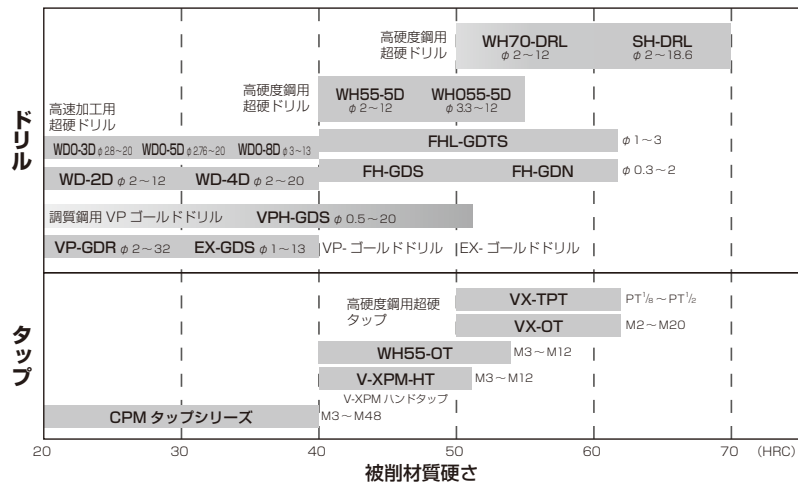 ドリル
高硬度鋼用
超硬ドリル
WH70-DRL
φ2~12
SH-DRL
φ2~18.6
高硬度鋼用
超硬ドリル
WH55-5D
φ2~12
WHO55-5D
φ3.3~12
高速加工用
超硬ドリル
WDO-3D φ2.8~20 WDO-5D φ2.76~20 WDO-8D φ3~13
FHL-GDTS φ1~3
WD-2D φ2~12 WD-4D φ2~20
FH-GDS FH-GDN φ0.3~2
調質鋼用 VP ゴールドドリル VPH-GDS φ0.5~20
VP-GDR φ2~32 EX-GDS φ1~13 VP-ゴールドドリル EX-ゴールドドリル
タップ
高硬度鋼用超硬
タップ
VX-TPT PT1/8~PT1/2
VX-OT M2~M20
WH55-OT M3~M12
V-XPM-HT M3~M12
V-XPM ハンドタップ
CPM タップシリーズ M3~M48
20 30 40 50 60 70 (HRC)
被削材質硬さ